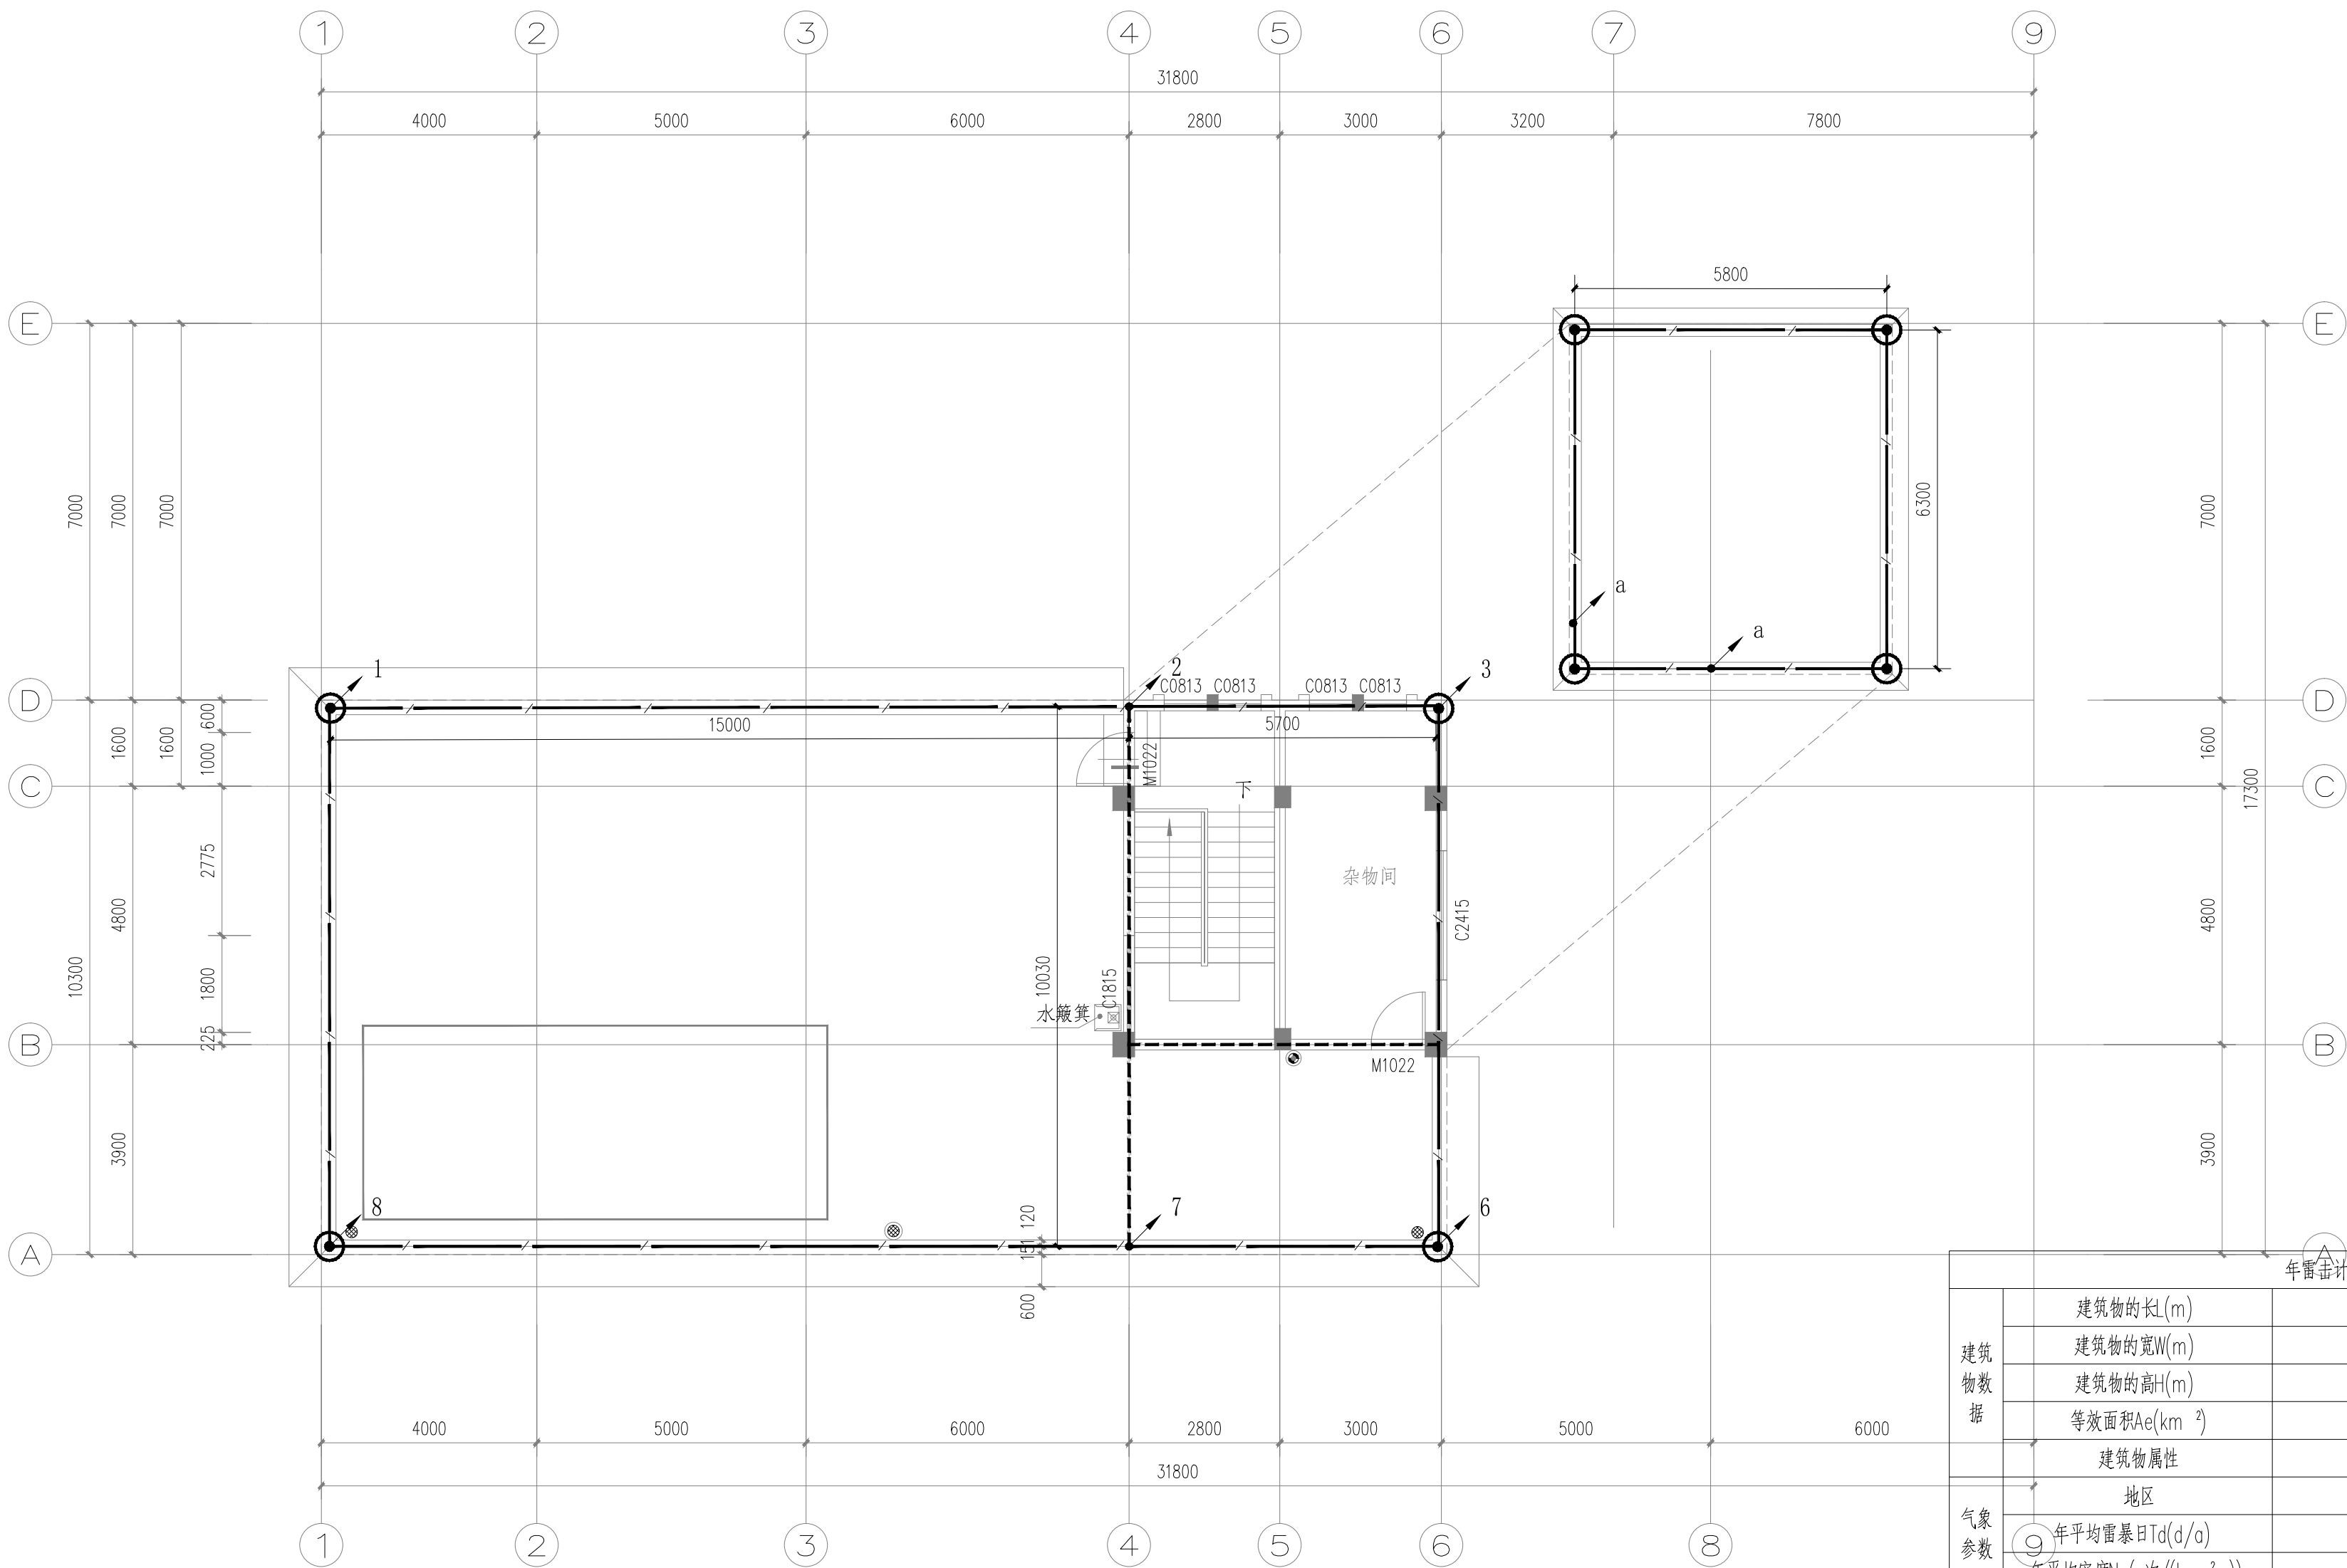 1 2 3 4 5 6 7 9
31800
4000 5000 6000 2800 3000 3200 7800
5800
E E
7000 7000 7000 6300 7000
a
a
1 2 3
C0813 C0813 C0813 C0813
D D
15000 5700
1600 1600 600 1000 M1022 1600
下
C C
17300
2775 杂物间
4800 C2415 4800
10300 1800 10030 C1815
水簸箕
225
B B
M1022
3900 3900
8 7 6
120
151
A A
600
年雷击计
建筑物数据
建筑物的长L(m)
建筑物的宽W(m)
建筑物的高H(m)
等效面积Ae(km²)
建筑物属性
4000 5000 6000 2800 3000 5000 6000
31800
气象参数
地区
年平均雷暴日Td(d/a)
1 2 3 4 5 6 8 9